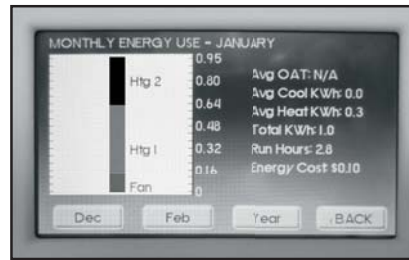 MONTHLY ENERGY USE - JANUARY
0.95
Htg 2
0.80
0.64
0.48
Htg 1
0.32
0.16
Fan
0
Avg OAT: N/A
Avg Cool KWh: 0.0
Avg Heat KWh: 0.3
Total KWh: 1.0
Run Hours: 2.8
Energy Cost $0.10
Dec
Feb
Year
BACK